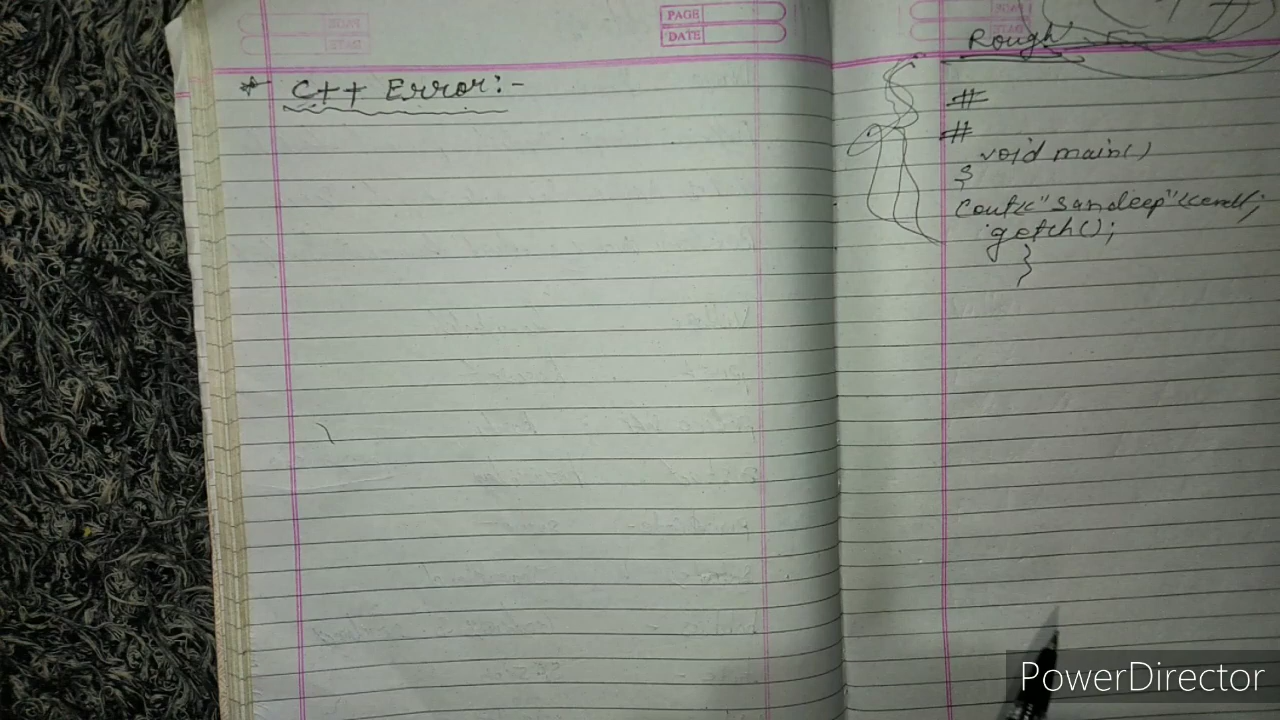 PAGE
DATE
* C++ Error:-
Rough
#
#
void main()
{
cout<<"Sandeep"<<endl;
getch();
}
PowerDirector